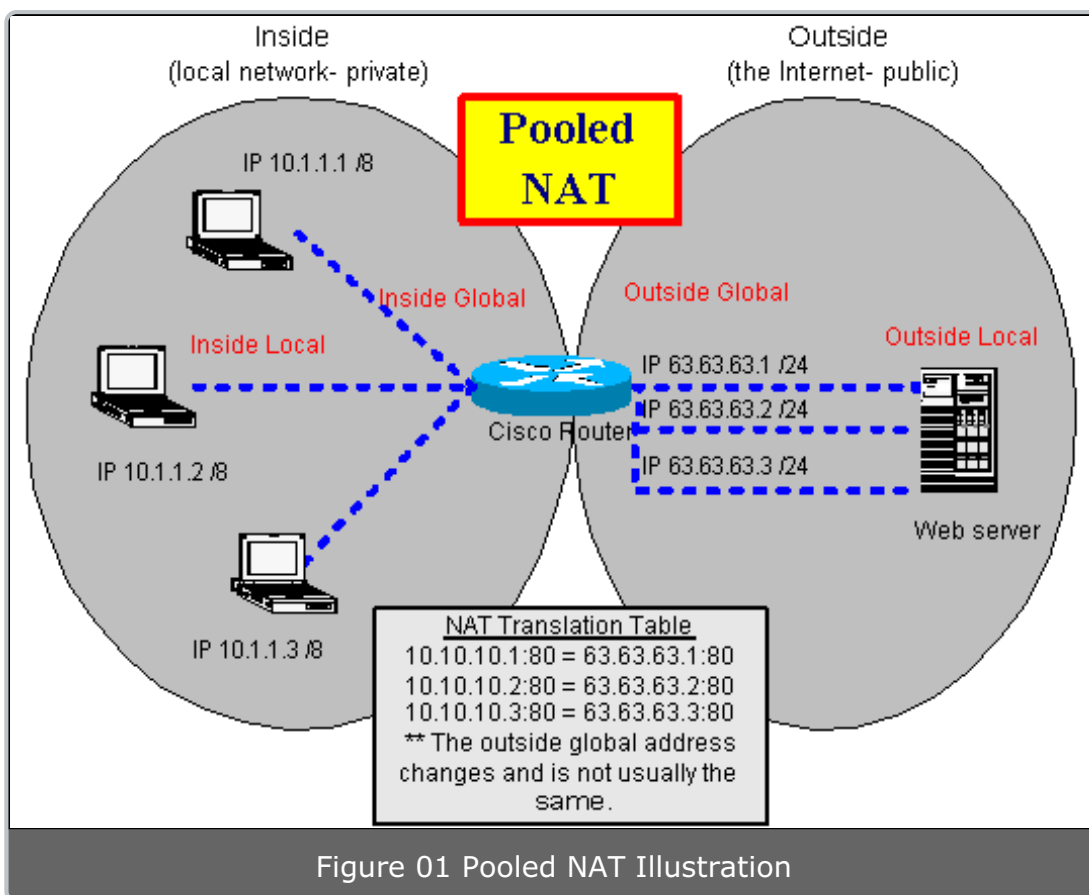 Inside
(local network- private)
Outside
(the Internet- public)
Pooled
NAT
IP 10.1.1.1 /8
Inside Global
Outside Global
Inside Local
IP 63.63.63.1 /24
Outside Local
IP 63.63.63.2 /24
Cisco Router
IP 10.1.1.2 /8
IP 63.63.63.3 /24
Web server
IP 10.1.1.3 /8
NAT Translation Table
10.10.10.1:80 = 63.63.63.1:80
10.10.10.2:80 = 63.63.63.2:80
10.10.10.3:80 = 63.63.63.3:80
** The outside global address
changes and is not usually the
same.
Figure 01 Pooled NAT Illustration